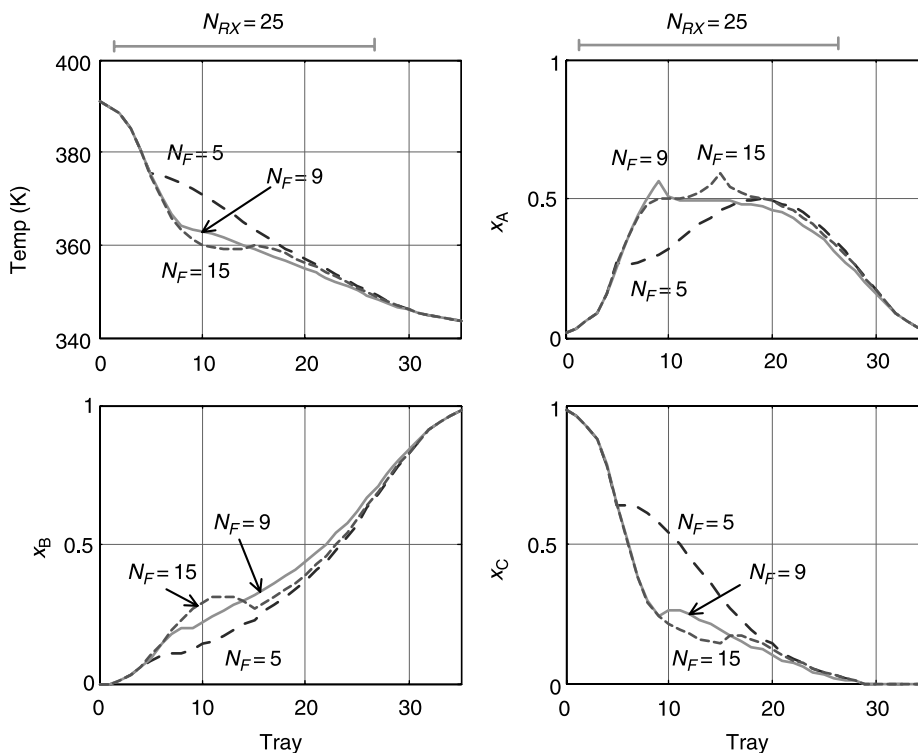 N_RX = 25
400
380
360
340
Temp (K)
N_F = 5
N_F = 9
N_F = 15
0
10
20
30
N_RX = 25
1
0.5
0
x_A
N_F = 9
N_F = 15
N_F = 5
0
10
20
30
1
0.5
0
x_B
N_F = 9
N_F = 15
N_F = 5
0
10
20
30
Tray
1
0.5
0
x_C
N_F = 5
N_F = 9
N_F = 15
0
10
20
30
Tray